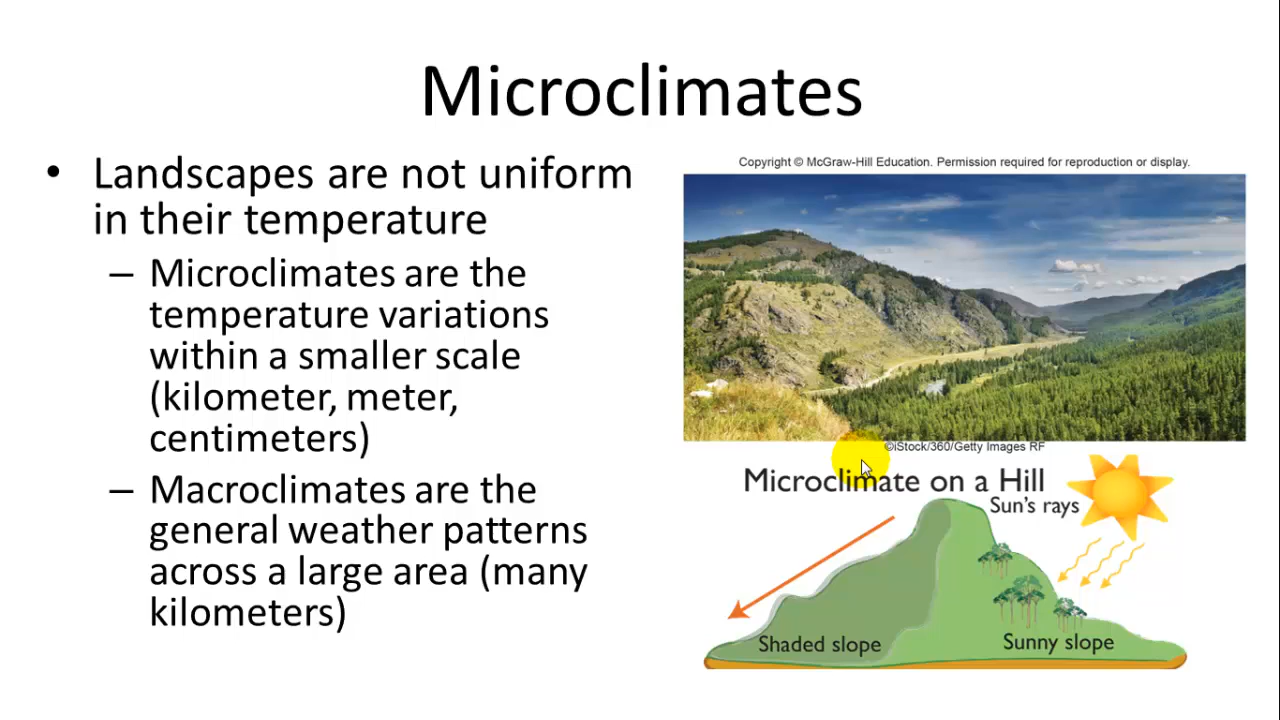 Microclimates
• Landscapes are not uniform
in their temperature
– Microclimates are the
temperature variations
within a smaller scale
(kilometer, meter,
centimeters)
– Macroclimates are the
general weather patterns
across a large area (many
kilometers)
Copyright © McGraw-Hill Education. Permission required for reproduction or display.
©iStock/360/Getty Images RF
Microclimate on a Hill
Sun's rays
Shaded slope
Sunny slope